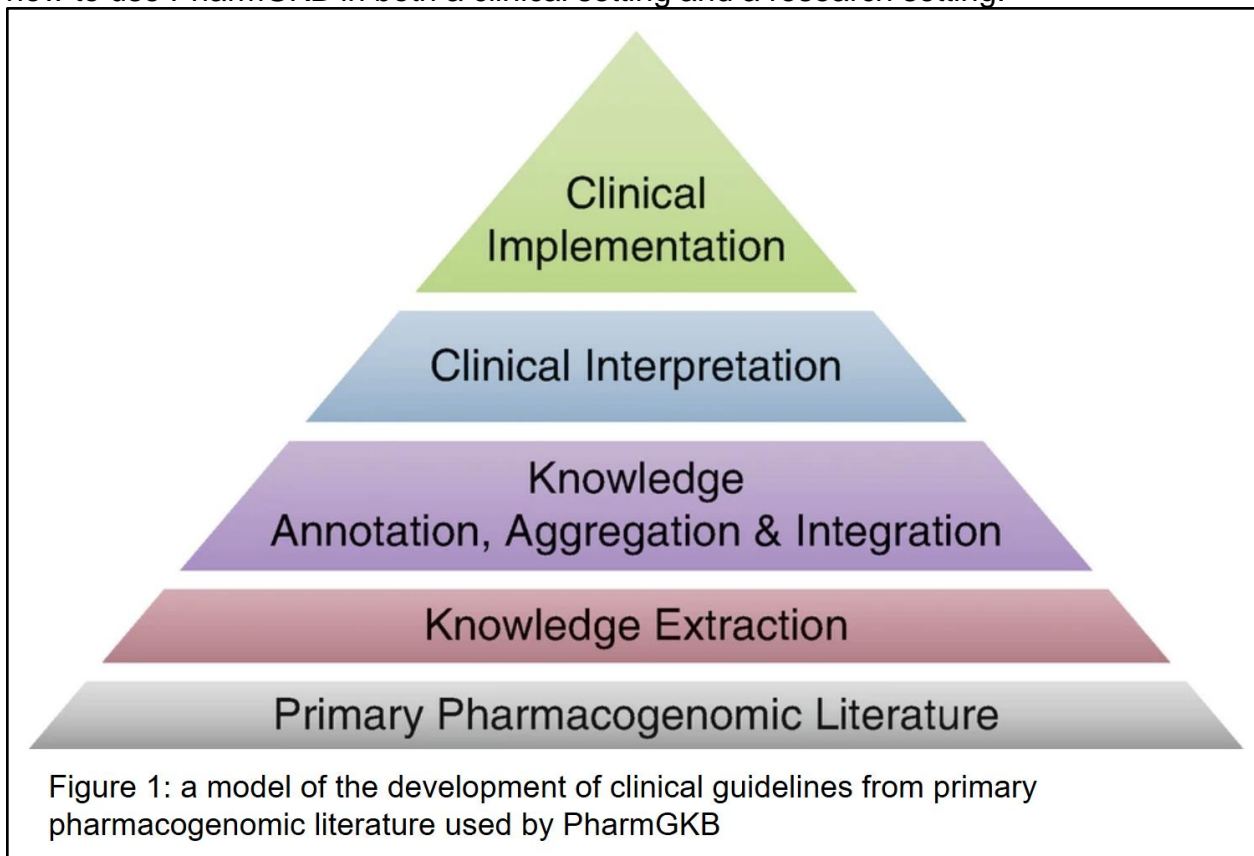 how to use PharmGKB in both a clinical setting and a research setting.
Clinical
Implementation
Clinical Interpretation
Knowledge
Annotation, Aggregation & Integration
Knowledge Extraction
Primary Pharmacogenomic Literature
Figure 1: a model of the development of clinical guidelines from primary
pharmacogenomic literature used by PharmGKB